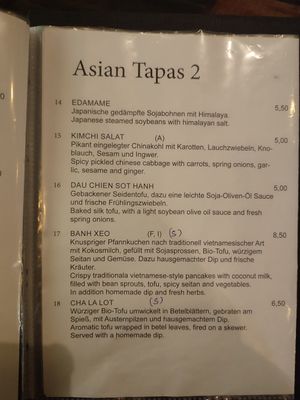 Asian Tapas 2
14 EDAMAME 5,50
Japanische gedämpfte Sojabohnen mit Himalaya.
Japanese steamed soybeans with himalayan salt.
15 KIMCHI SALAT (A)
Pikant eingelegter Chinakohl mit Karotten, Lauchzwiebeln, Kno-
blauch, Sesam und Ingwer. 5,00
Spicy pickled chinese cabbage with carrots, spring onions, gar-
lic, sesame and ginger.
16 DAU CHIEN SOT HANH 5,00
Gebackener Seidentofu, dazu eine leichte Soja-Oliven-Öl Sauce
und frische Frühlingszwiebeln.
Baked silk tofu, with a light soybean olive oil sauce and fresh
spring onions.
17 BANH XEO (F, I) (S) 8,50
Knuspriger Pfannkuchen nach traditionell vietnamesischer Art
mit Kokosmilch, gefüllt mit Sojasprossen, Bio-Tofu, würzigem
Seitan und Gemüse. Dazu hausgemachter Dip und frische
Kräuter.
Crispy traditionala vietnamese-style pancakes with coconut milk,
filled with bean sprouts, tofu, spicy seitan and vegetables.
In addition homemade dip and fresh herbs.
18 CHA LA LOT (S) 6,50
Würziger Bio-Tofu umwickelt in Betelblättern, gebraten am
Spieß, mit Austernpilzen und hausgemachtem Dip.
Aromatic tofu wrapped in betel leaves, fired on a skewer.
Served with a homemade dip.